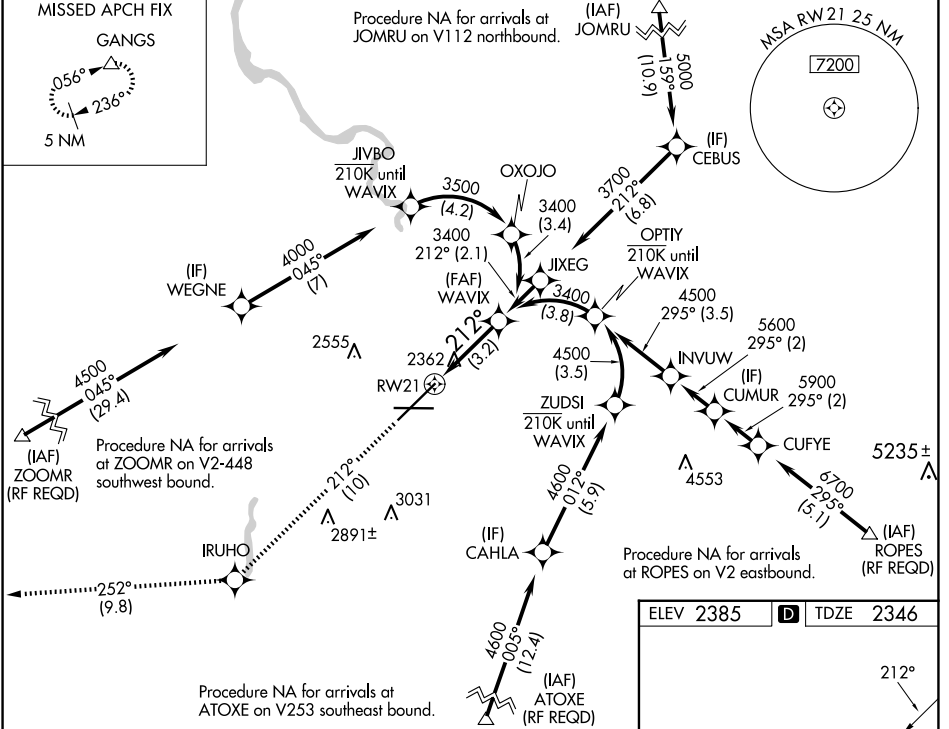 MISSED APCH FIX
GANGS
056°
236°
5 NM
Procedure NA for arrivals at
JOMRU on V112 northbound.
(IAF)
JOMRU
5000
159°
(10.9)
MSA RW21 25 NM
7200
(IF)
CEBUS
3700
212°
(6.8)
JIVBO
210K until
WAVIX
3500
(4.2)
OXOJO
3400
(3.4)
3400
212° (2.1)
JIXEG
OPTIY
210K until
WAVIX
(FAF)
WAVIX
3400
(3.8)
4500
295° (3.5)
(IF)
WEGNE
4000
045°
(7)
2555
2362
212°
(3.2)
RW21
4500
(3.5)
INVUW
5600
295° (2)
(IF)
CUMUR
5900
295° (2)
CUFYE
ZUDSI
210K until
WAVIX
4500
045°
(29.4)
(IAF)
ZOOMR
(RF REQD)
Procedure NA for arrivals
at ZOOMR on V2-448
southwest bound.
212°
(10)
3031
2891±
4553
5235±
6700
295°
(5.1)
(IAF)
ROPES
(RF REQD)
4600
012°
(5.9)
(IF)
CAHLA
Procedure NA for arrivals
at ROPES on V2 eastbound.
IRUHO
252°
(9.8)
4600
005°
(12.4)
(IAF)
ATOXE
(RF REQD)
Procedure NA for arrivals at
ATOXE on V253 southeast bound.
ELEV 2385 D TDZE 2346
212°